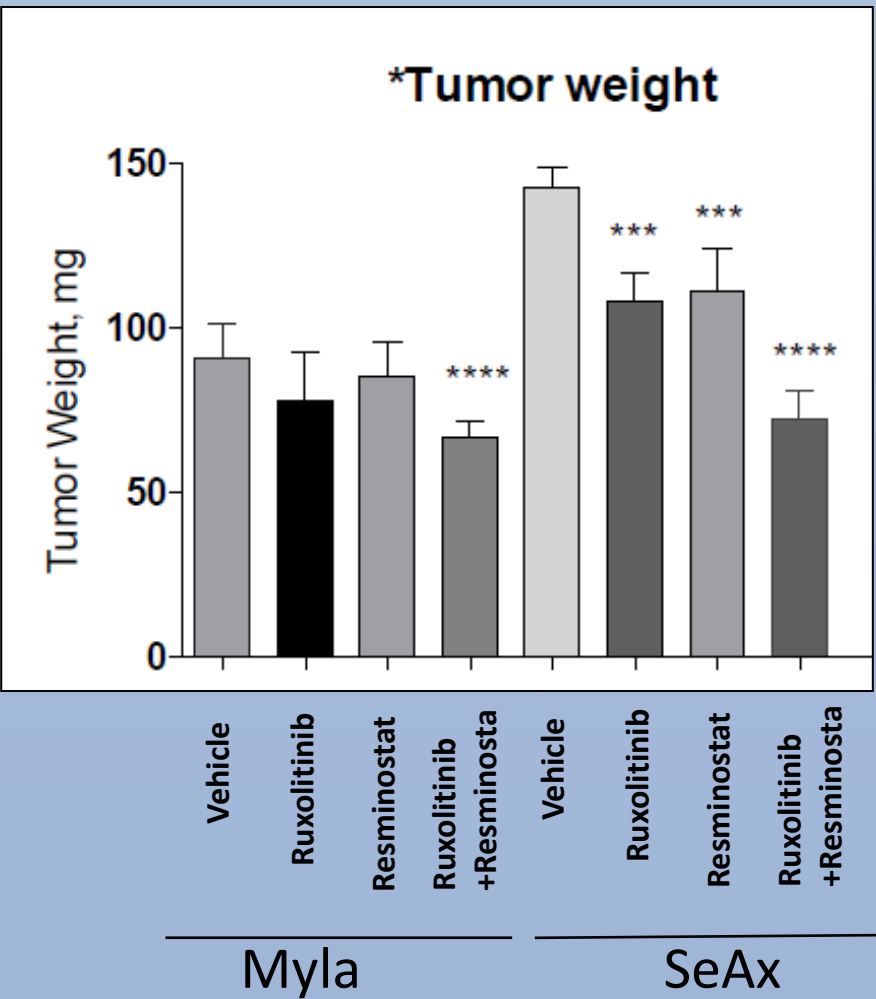 *Tumor weight
Tumor Weight, mg
150
100
50
0
***
***
****
****
Vehicle
Ruxolitinib
Resminostat
Ruxolitinib
+Resminosta
Vehicle
Ruxolitinib
Resminostat
Ruxolitinib
+Resminosta
Myla
SeAx